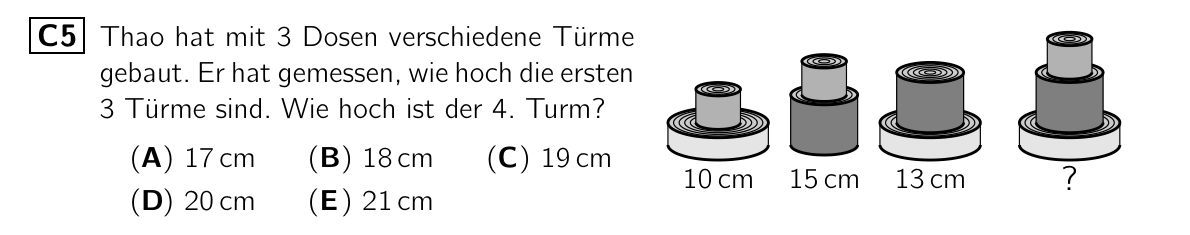 C5 Thao hat mit 3 Dosen verschiedene Türme
gebaut. Er hat gemessen, wie hoch die ersten
3 Türme sind. Wie hoch ist der 4. Turm?
(A) 17 cm (B) 18 cm (C) 19 cm
(D) 20 cm (E) 21 cm
10 cm 15 cm 13 cm ?